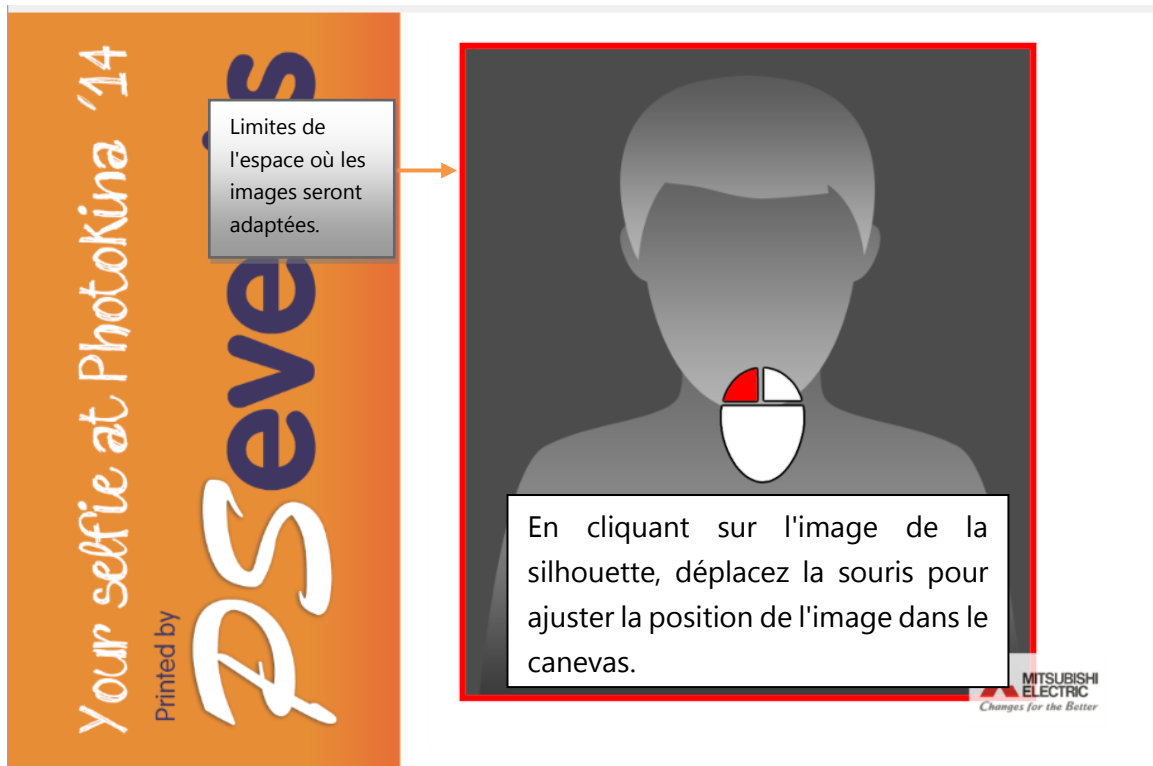 Your selfie at Photokina '14
Printed by
PSeve s
Limites de
l'espace où les
images seront
adaptées.
En cliquant sur l'image de la
silhouette, déplacez la souris pour
ajuster la position de l'image dans le
canevas.
MITSUBISHI
ELECTRIC
Changes for the Better